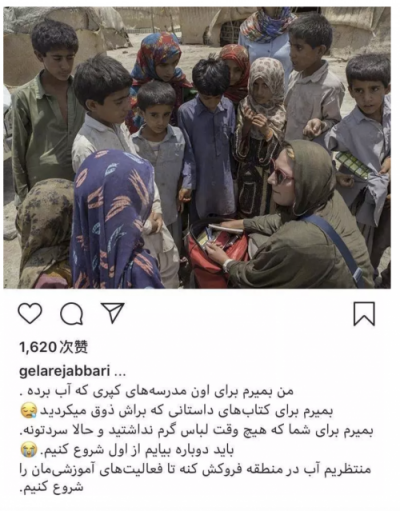 1,620次赞
gelarejabbari ...
من بمیرم برای اون مدرسه‌های کپری که آب برده .
بمیرم برای کتاب‌های داستانی که براش ذوق میکردید😪
بمیرم برای شما که هیچ وقت لباس گرم نداشتید و حالا سردتونه.
باید دوباره بیایم از اول شروع کنیم.😭
منتظریم آب در منطقه فروکش کنه تا فعالیت‌های آموزشی‌مان را
شروع کنیم.